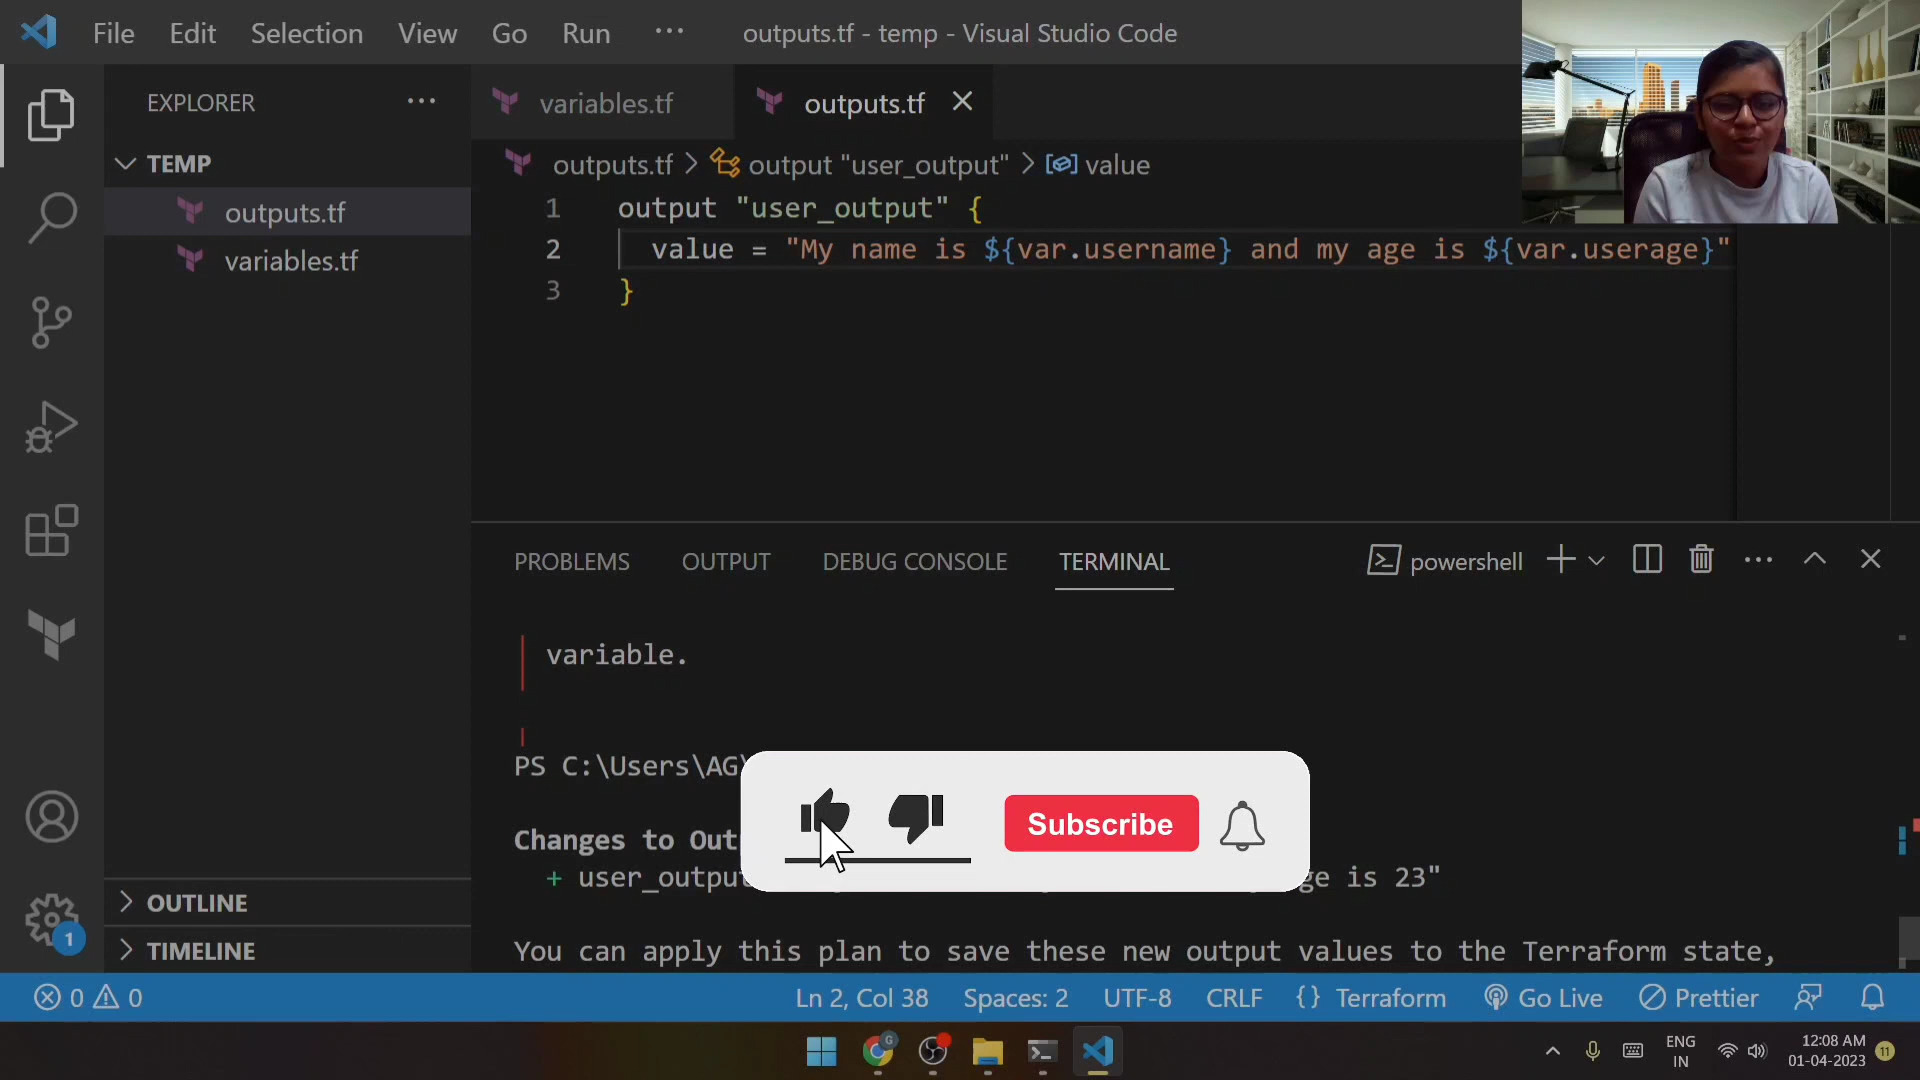 File Edit Selection View Go Run ··· outputs.tf - temp - Visual Studio Code
EXPLORER ···
TEMP
outputs.tf
variables.tf
OUTLINE
TIMELINE
variables.tf outputs.tf
outputs.tf > output "user_output" > value
1 output "user_output" {
2 value = "My name is ${var.username} and my age is ${var.userage}"
3 }
PROBLEMS OUTPUT DEBUG CONSOLE TERMINAL powershell
variable.
PS C:\Users\AG\
Changes to Out
+ user_output ge is 23"
You can apply this plan to save these new output values to the Terraform state,
Subscribe
1
0 0 Ln 2, Col 38 Spaces: 2 UTF-8 CRLF {} Terraform Go Live Prettier
G
ENG
IN
12:08 AM
01-04-2023
11